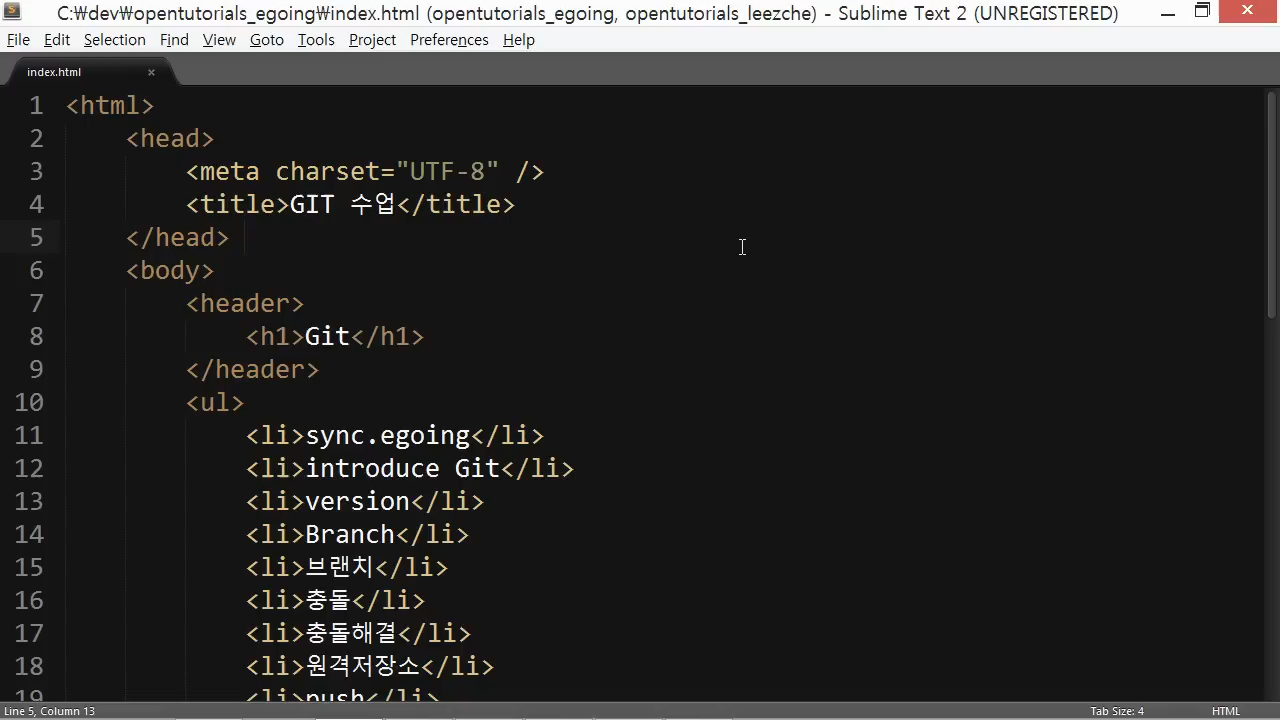 C:₩dev₩opentutorials_egoing₩index.html (opentutorials_egoing, opentutorials_leezche) - Sublime Text 2 (UNREGISTERED)
File Edit Selection Find View Goto Tools Project Preferences Help
index.html ×
1 <html>
2 <head>
3 <meta charset="UTF-8" />
4 <title>GIT 수업</title>
5 </head>
6 <body>
7 <header>
8 <h1>Git</h1>
9 </header>
10 <ul>
11 <li>sync.egoing</li>
12 <li>introduce Git</li>
13 <li>version</li>
14 <li>Branch</li>
15 <li>브랜치</li>
16 <li>충돌</li>
17 <li>충돌해결</li>
18 <li>원격저장소</li>
19 <li>push</li>
Line 5, Column 13 Tab Size: 4 HTML